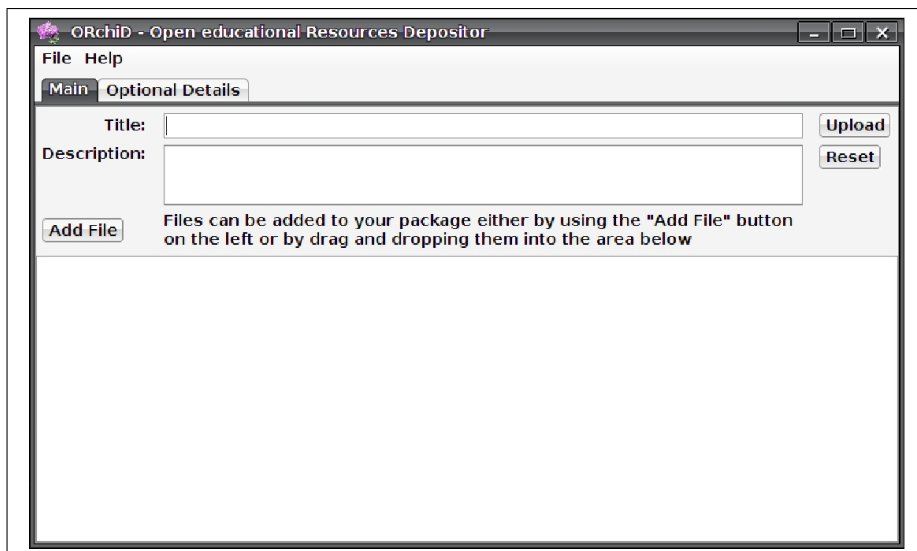 ORchiD - Open educational Resources Depositor
File Help
Main Optional Details
Title: Upload
Description: Reset
Add File Files can be added to your package either by using the "Add File" button
on the left or by drag and dropping them into the area below